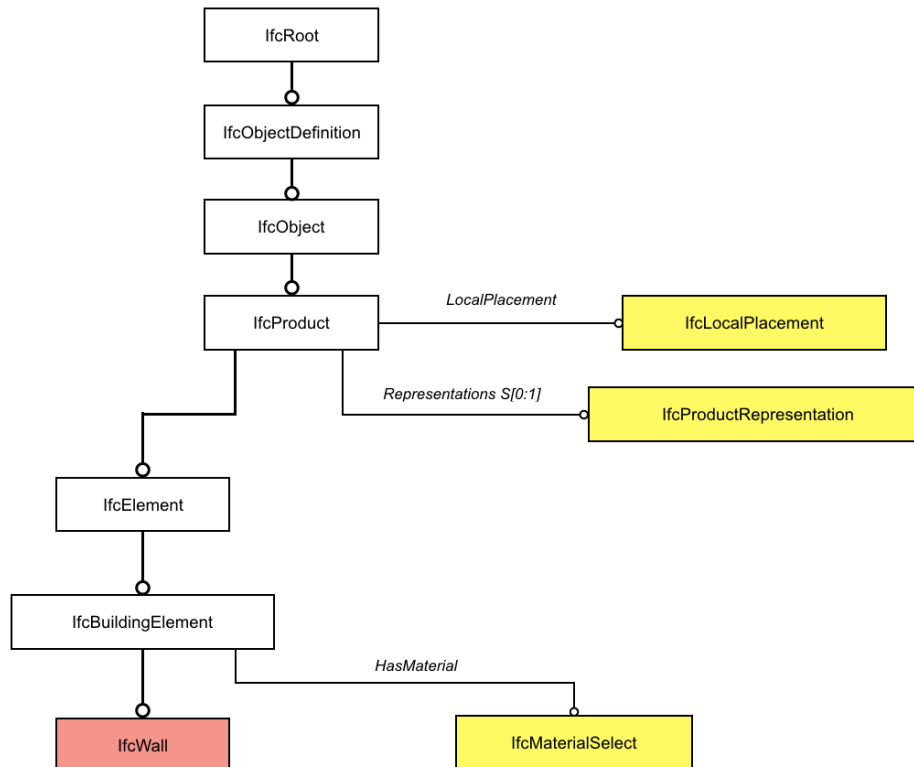 IfcRoot
IfcObjectDefinition
IfcObject
LocalPlacement
IfcProduct
IfcLocalPlacement
Representations S[0:1]
IfcProductRepresentation
IfcElement
IfcBuildingElement
HasMaterial
IfcWall
IfcMaterialSelect